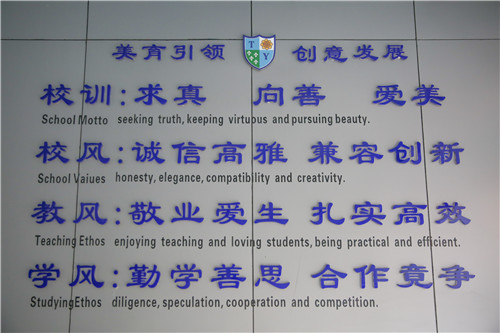 美育引领 TY 创意发展
校训:求真 向善 爱美
School Motto seeking truth, keeping virtuous and pursuing beauty.
校风:诚信高雅 兼容创新
School Vaiues honesty, elegance, compatibility and creativity.
教风:敬业爱生 扎实高效
Teaching Ethos enjoying teaching and loving students, being practical and efficient.
学风:勤学善思 合作竞争
StudyingEthos diligence, speculation, cooperation and competition.